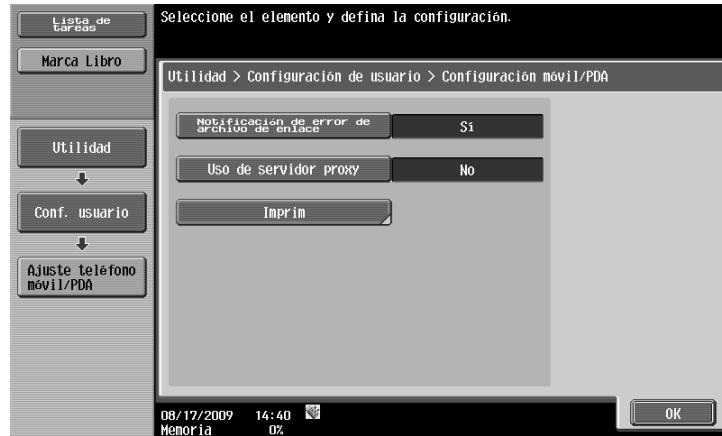 Lista de
tareas
Seleccione el elemento y defina la configuración.
Marca Libro
Utilidad > Configuración de usuario > Configuración móvil/PDA
Notificación de error de
archivo de enlace
Sí
Utilidad
Uso de servidor proxy
No
Conf. usuario
Imprim
Ajuste teléfono
móvil/PDA
08/17/2009 14:40
Memoria 0%
OK